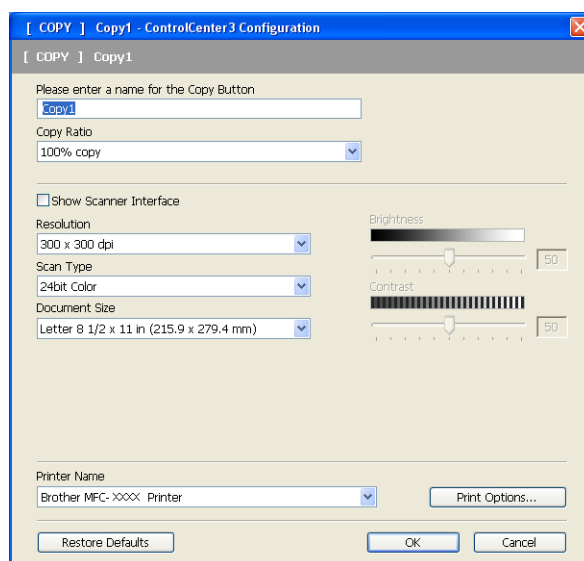 [ COPY ] Copy1 - ControlCenter3 Configuration
[ COPY ] Copy1
Please enter a name for the Copy Button
Copy1
Copy Ratio
100% copy
Show Scanner Interface
Resolution
300 x 300 dpi
Scan Type
24bit Color
Document Size
Letter 8 1/2 x 11 in (215.9 x 279.4 mm)
Brightness
50
Contrast
50
Printer Name
Brother MFC- XXXX Printer
Print Options...
Restore Defaults
OK
Cancel